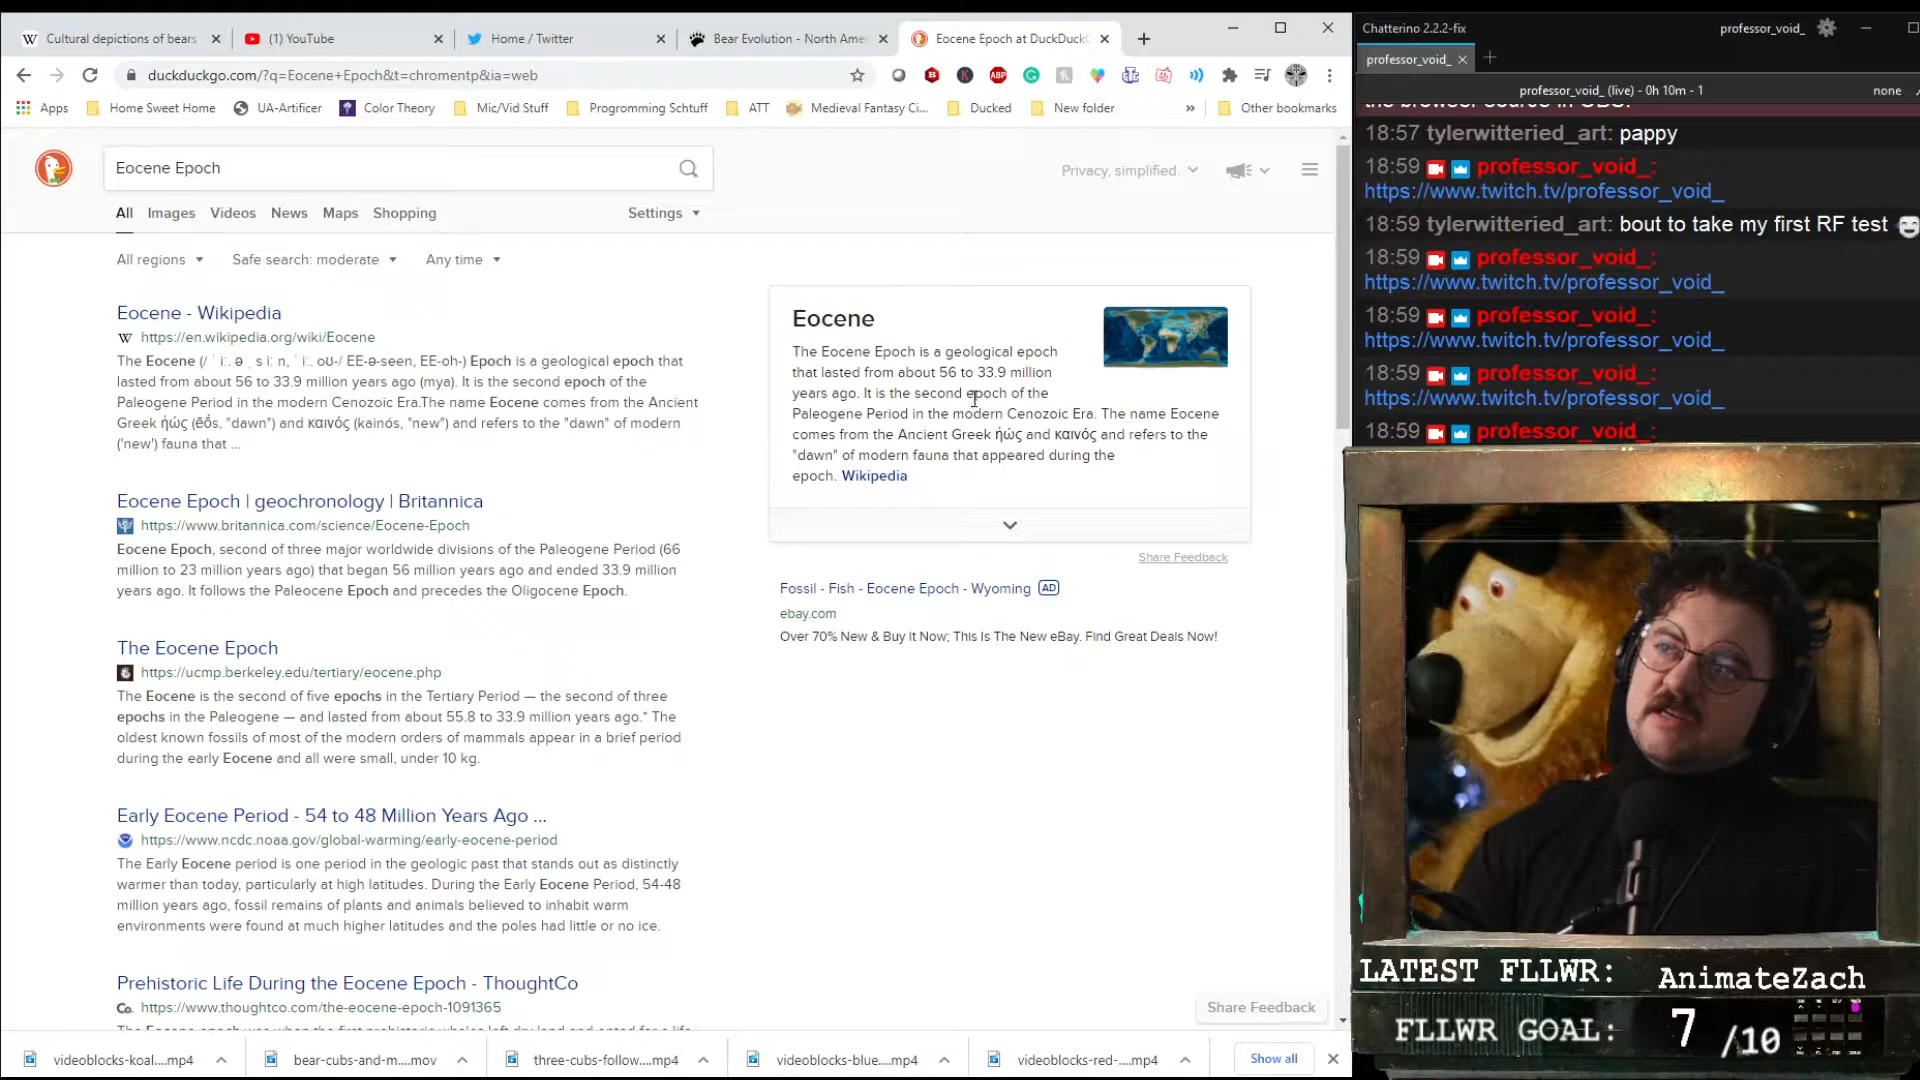 Cultural depictions of bears
(1) YouTube
Home / Twitter
Bear Evolution - North Ame
Eocene Epoch at DuckDuck
duckduckgo.com/?q=Eocene+Epoch&t=chromentp&ia=web
Apps
Home Sweet Home
UA-Artificer
Color Theory
Mic/Vid Stuff
Programming Schtuff
ATT
Medieval Fantasy Ci...
Ducked
New folder
»
Other bookmarks
Eocene Epoch
Privacy, simplified.
All
Images
Videos
News
Maps
Shopping
Settings
All regions
Safe search: moderate
Any time
Eocene - Wikipedia
https://en.wikipedia.org/wiki/Eocene
The Eocene (/ ˈ iː. ə ˌ s iː n, ˈ iː. oʊ-/ EE-ə-seen, EE-oh-) Epoch is a geological epoch that
lasted from about 56 to 33.9 million years ago (mya). It is the second epoch of the
Paleogene Period in the modern Cenozoic Era.The name Eocene comes from the Ancient
Greek ἠώς (ēṓs, "dawn") and καινός (kainós, "new") and refers to the "dawn" of modern
('new') fauna that ...
Eocene Epoch | geochronology | Britannica
https://www.britannica.com/science/Eocene-Epoch
Eocene Epoch, second of three major worldwide divisions of the Paleogene Period (66
million to 23 million years ago) that began 56 million years ago and ended 33.9 million
years ago. It follows the Paleocene Epoch and precedes the Oligocene Epoch.
The Eocene Epoch
https://ucmp.berkeley.edu/tertiary/eocene.php
The Eocene is the second of five epochs in the Tertiary Period — the second of three
epochs in the Paleogene — and lasted from about 55.8 to 33.9 million years ago.* The
oldest known fossils of most of the modern orders of mammals appear in a brief period
during the early Eocene and all were small, under 10 kg.
Early Eocene Period - 54 to 48 Million Years Ago ...
https://www.ncdc.noaa.gov/global-warming/early-eocene-period
The Early Eocene period is one period in the geologic past that stands out as distinctly
warmer than today, particularly at high latitudes. During the Early Eocene Period, 54-48
million years ago, fossil remains of plants and animals believed to inhabit warm
environments were found at much higher latitudes and the poles had little or no ice.
Prehistoric Life During the Eocene Epoch - ThoughtCo
Co. https://www.thoughtco.com/the-eocene-epoch-1091365
Eocene
The Eocene Epoch is a geological epoch
that lasted from about 56 to 33.9 million
years ago. It is the second epoch of the
Paleogene Period in the modern Cenozoic Era. The name Eocene
comes from the Ancient Greek ἠώς and καινός and refers to the
"dawn" of modern fauna that appeared during the
epoch. Wikipedia
Share Feedback
Fossil - Fish - Eocene Epoch - Wyoming AD
ebay.com
Over 70% New & Buy It Now; This Is The New eBay. Find Great Deals Now!
Share Feedback
videoblocks-koal....mp4
bear-cubs-and-m....mov
three-cubs-follow....mp4
videoblocks-blue....mp4
videoblocks-red-....mp4
Show all
Chatterino 2.2.2-fix
professor_void_
professor_void_
professor_void_ (live) - 0h 10m - 1
none
the browser source in OBS.
18:57 tylerwitteried_art: pappy
18:59 professor_void_:
https://www.twitch.tv/professor_void_
18:59 tylerwitteried_art: bout to take my first RF test
18:59 professor_void_:
https://www.twitch.tv/professor_void_
18:59 professor_void_:
https://www.twitch.tv/professor_void_
18:59 professor_void_:
https://www.twitch.tv/professor_void_
18:59 professor_void_:
LATEST FLLWR: AnimateZach
FLLWR GOAL: 7 /10